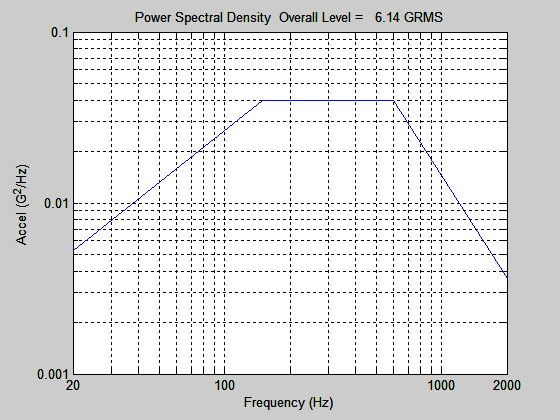 Power Spectral Density  Overall Level =   6.14 GRMS
0.1
0.01
0.001
Accel (G^2/Hz)
20 100 1000 2000
Frequency (Hz)